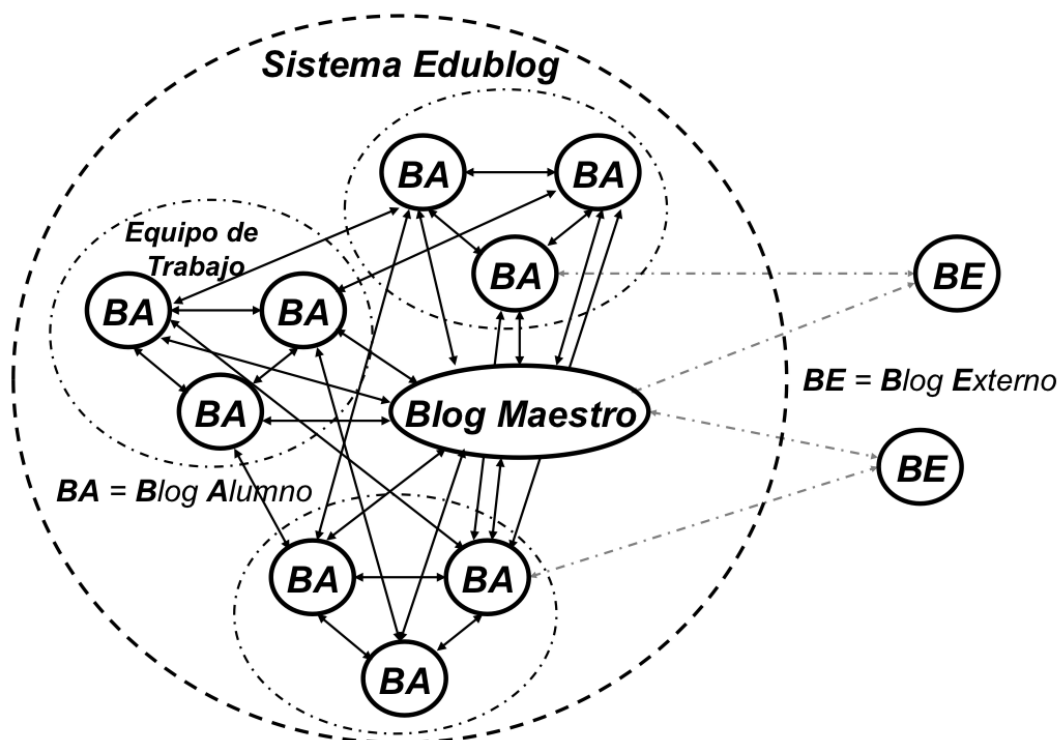 Sistema Edublog
BA
BA
Equipo de
Trabajo
BA
BE
BA
BA
BE = Blog Externo
BA
Blog Maestro
BE
BA = Blog Alumno
BA
BA
BA